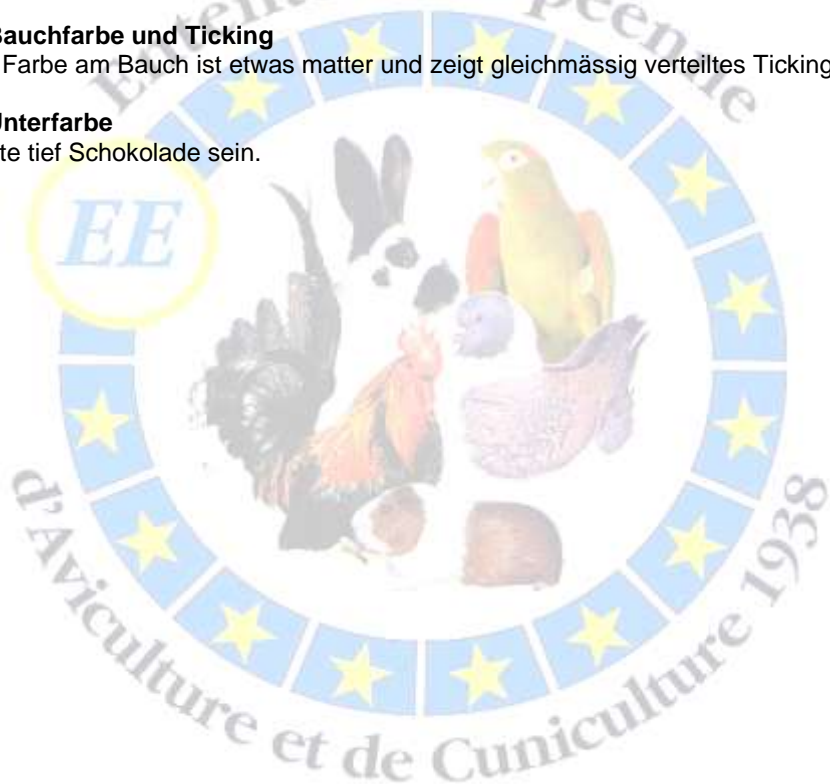 Bauchfarbe und Ticking
Farbe am Bauch ist etwas matter und zeigt gleichmässig verteiltes Ticking
Unterfarbe
te tief Schokolade sein.
EE
d'Aviculture et de Cuniculture 1938